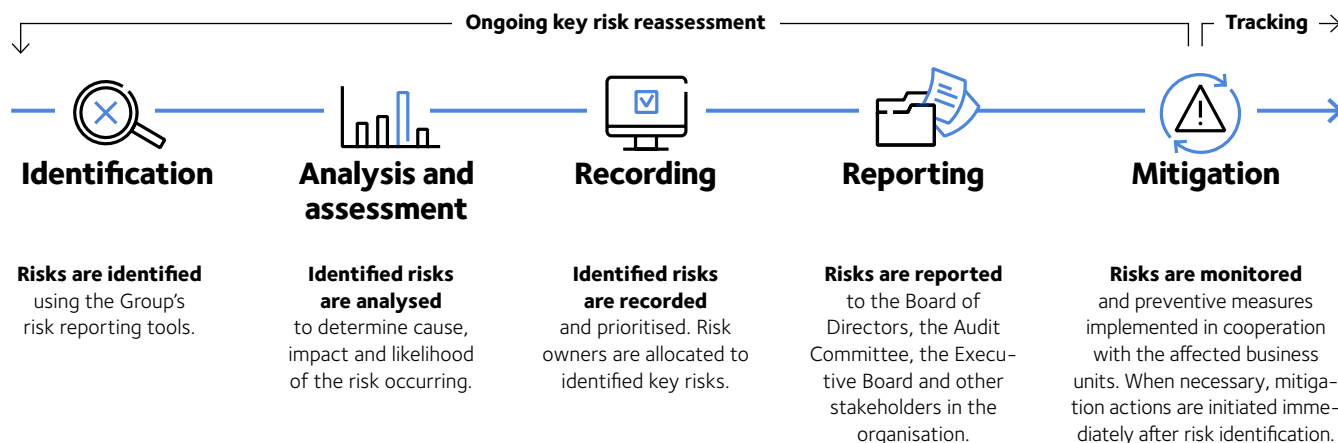 Ongoing key risk reassessment
Tracking
Identification
Analysis and
assessment
Recording
Reporting
Mitigation
Risks are identified
using the Group’s
risk reporting tools.
Identified risks
are analysed
to determine cause,
impact and likelihood
of the risk occurring.
Identified risks
are recorded
and prioritised. Risk
owners are allocated to
identified key risks.
Risks are reported
to the Board of
Directors, the Audit
Committee, the Execu-
tive Board and other
stakeholders in the
organisation.
Risks are monitored
and preventive measures
implemented in cooperation
with the affected business
units. When necessary, mitiga-
tion actions are initiated imme-
diately after risk identification.